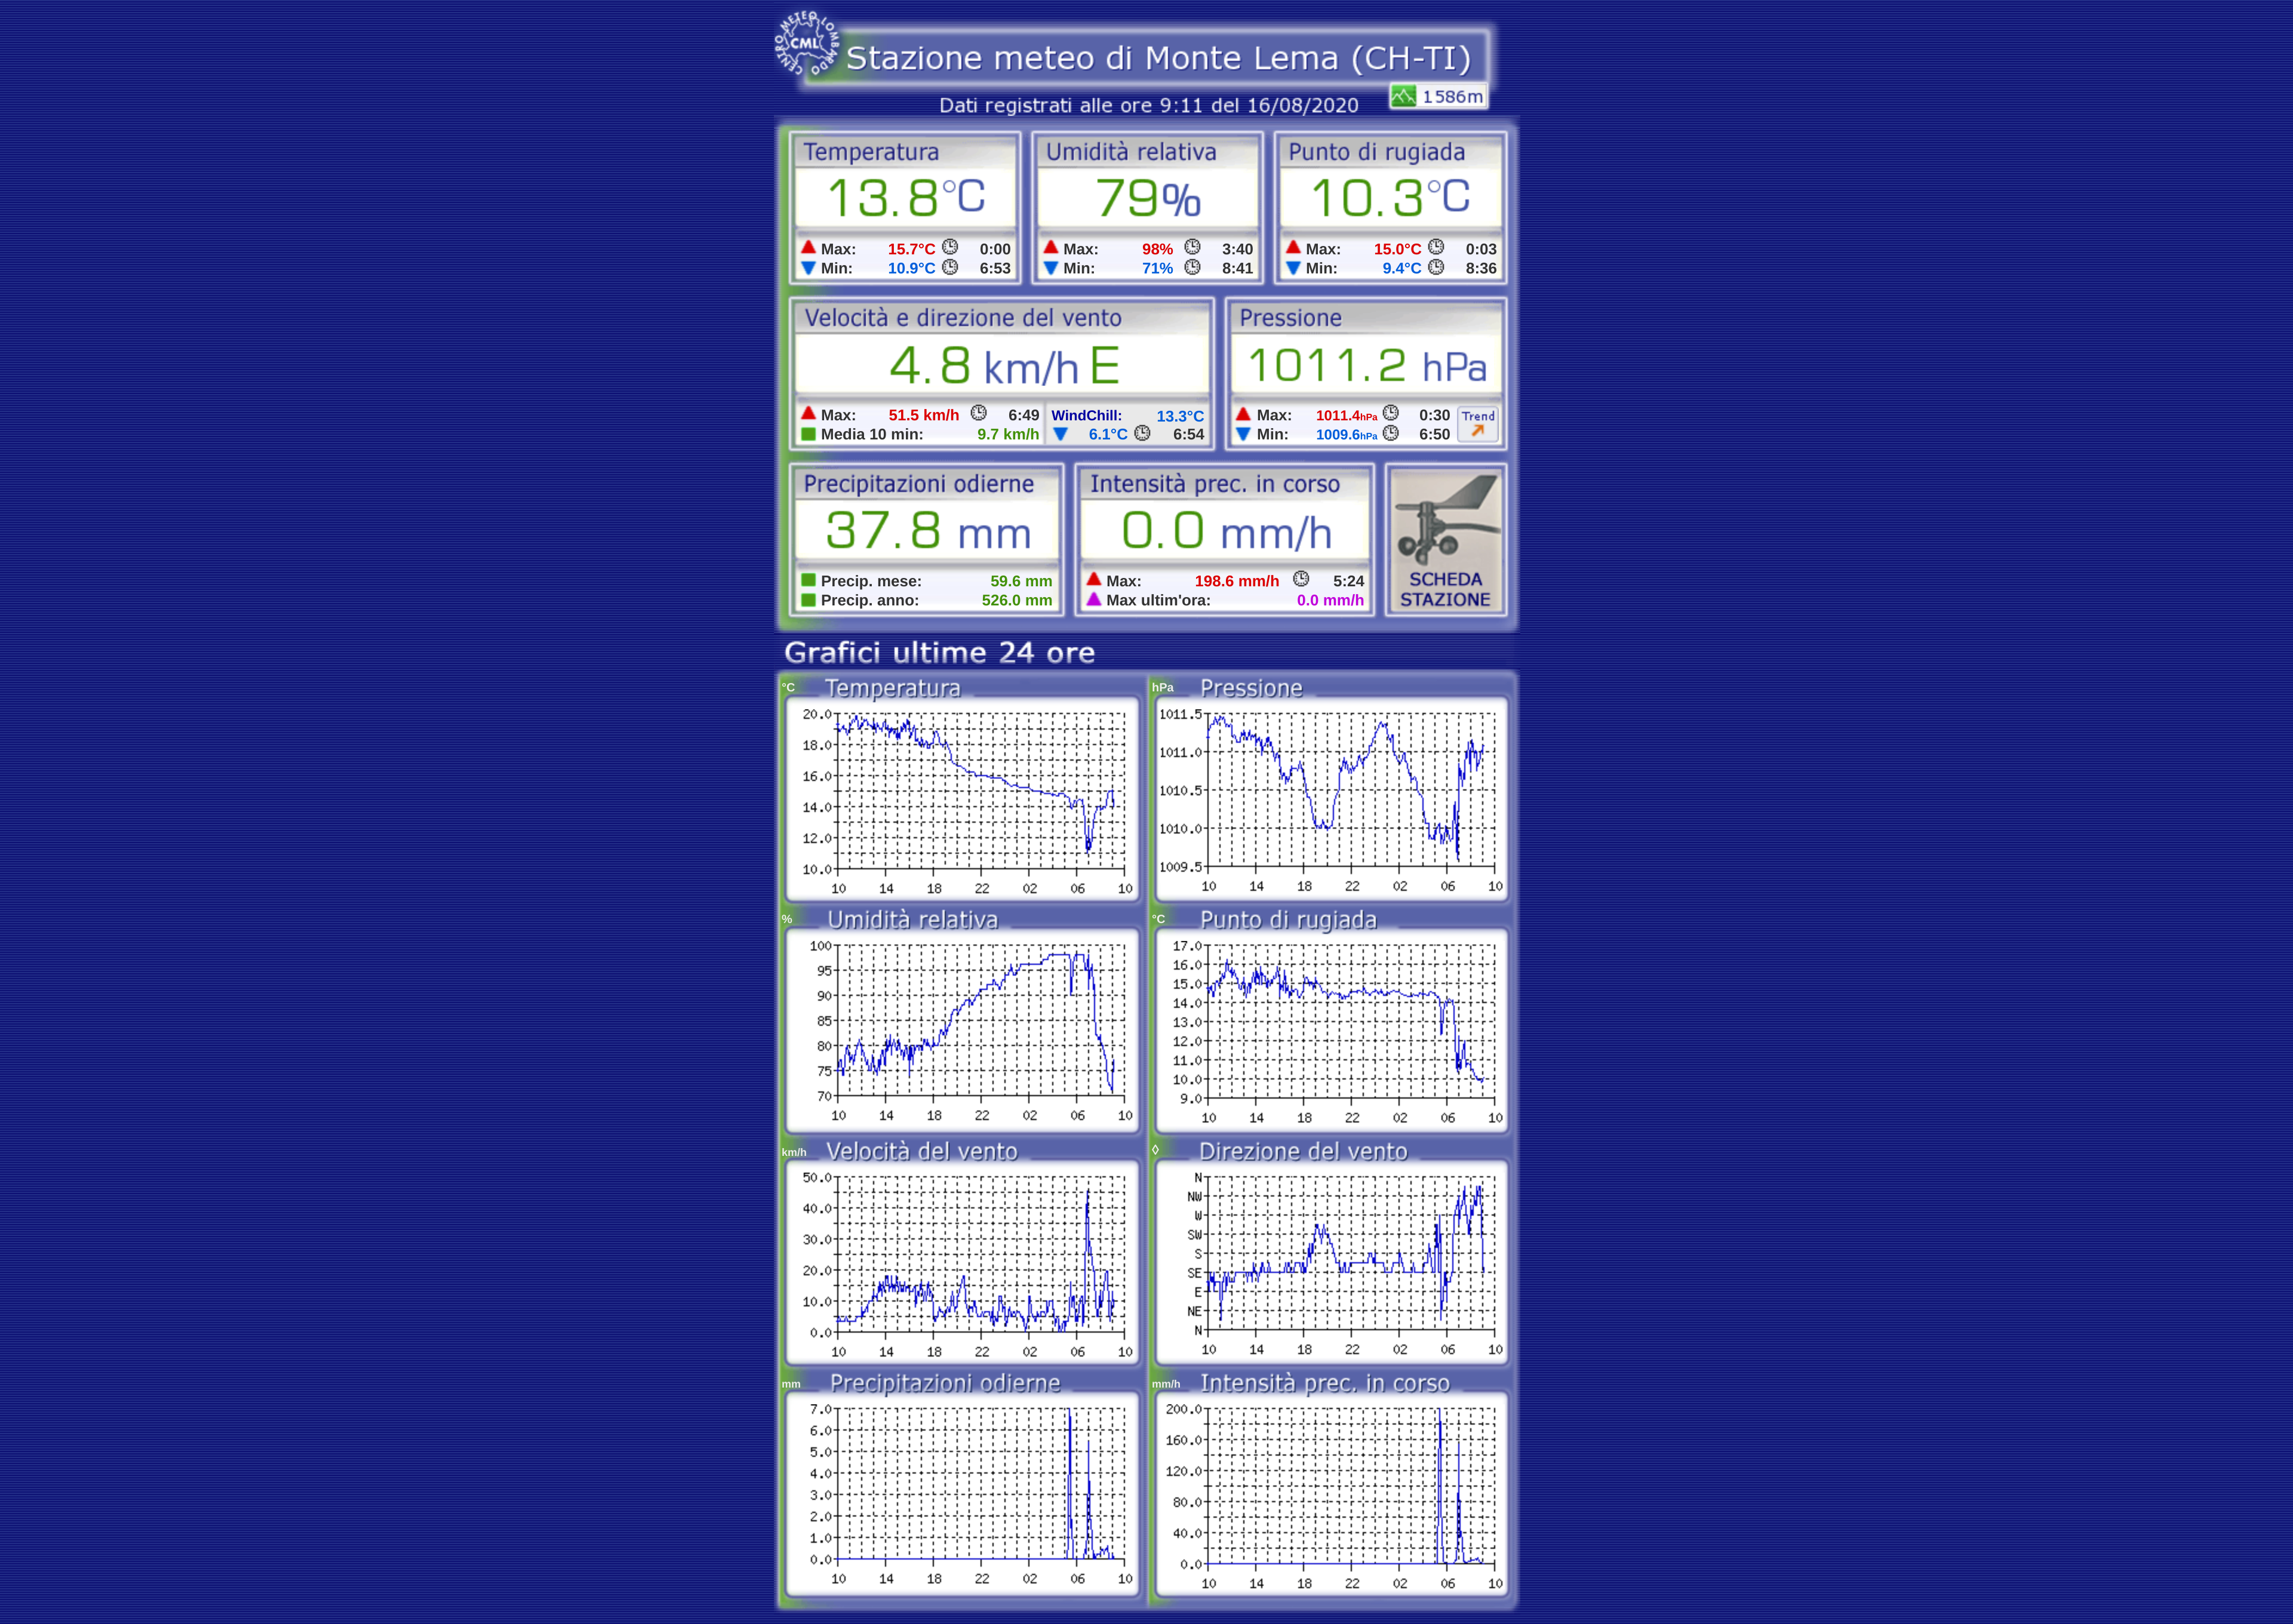 CENTRO METEO LOMBARDO
CML
Stazione meteo di Monte Lema (CH-TI)
Dati registrati alle ore 9:11 del 16/08/2020
1586m
Temperatura
13.8°C
Max: 15.7°C 0:00
Min: 10.9°C 6:53
Umidità relativa
79%
Max: 98% 3:40
Min: 71% 8:41
Punto di rugiada
10.3°C
Max: 15.0°C 0:03
Min: 9.4°C 8:36
Velocità e direzione del vento
4.8 km/h E
Max: 51.5 km/h 6:49
Media 10 min: 9.7 km/h
WindChill: 13.3°C
6.1°C 6:54
Pressione
1011.2 hPa
Max: 1011.4hPa 0:30
Min: 1009.6hPa 6:50
Trend
Precipitazioni odierne
37.8 mm
Precip. mese: 59.6 mm
Precip. anno: 526.0 mm
Intensità prec. in corso
0.0 mm/h
Max: 198.6 mm/h 5:24
Max ultim'ora: 0.0 mm/h
SCHEDA
STAZIONE
Grafici ultime 24 ore
°C Temperatura
20.0
18.0
16.0
14.0
12.0
10.0
10 14 18 22 02 06 10
hPa Pressione
1011.5
1011.0
1010.5
1010.0
1009.5
10 14 18 22 02 06 10
% Umidità relativa
100
95
90
85
80
75
70
10 14 18 22 02 06 10
°C Punto di rugiada
17.0
16.0
15.0
14.0
13.0
12.0
11.0
10.0
9.0
10 14 18 22 02 06 10
km/h Velocità del vento
50.0
40.0
30.0
20.0
10.0
0.0
10 14 18 22 02 06 10
◊ Direzione del vento
N
NW
W
SW
S
SE
E
NE
N
10 14 18 22 02 06 10
mm Precipitazioni odierne
7.0
6.0
5.0
4.0
3.0
2.0
1.0
0.0
10 14 18 22 02 06 10
mm/h Intensità prec. in corso
200.0
160.0
120.0
80.0
40.0
0.0
10 14 18 22 02 06 10